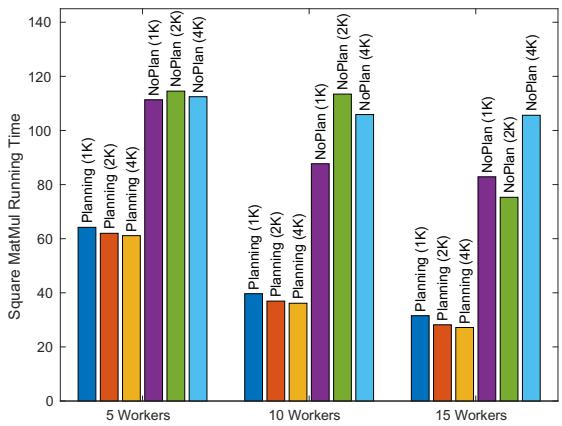 Square MatMul Running Time
140
120
100
80
60
40
20
0
Planning (1K)
Planning (2K)
Planning (4K)
NoPlan (1K)
NoPlan (2K)
NoPlan (4K)
Planning (1K)
Planning (2K)
Planning (4K)
NoPlan (1K)
NoPlan (2K)
NoPlan (4K)
Planning (1K)
Planning (2K)
Planning (4K)
NoPlan (1K)
NoPlan (2K)
NoPlan (4K)
5 Workers
10 Workers
15 Workers